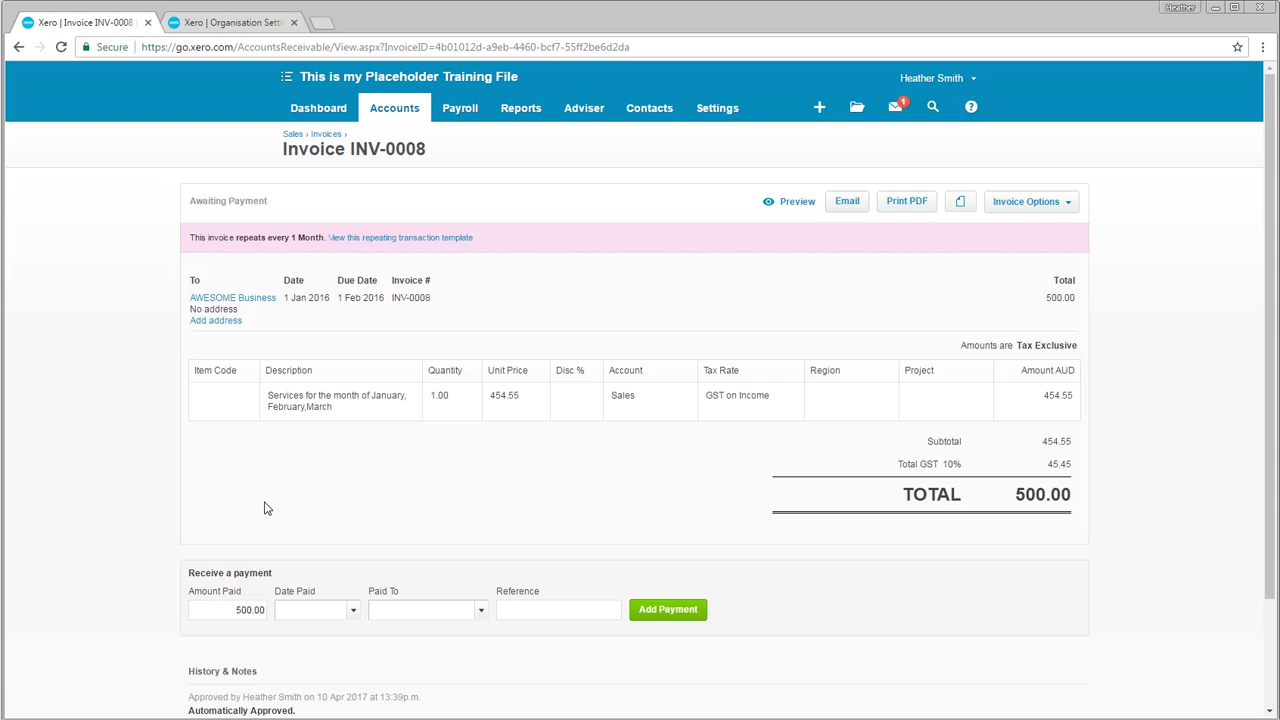 Heather
Xero | Invoice INV-0008
Xero | Organisation Sett
Secure
https://go.xero.com/AccountsReceivable/View.aspx?InvoiceID=4b01012d-a9eb-4460-bcf7-55ff2be6d2da
This is my Placeholder Training File
Heather Smith
Dashboard Accounts Payroll Reports Adviser Contacts Settings 1 ?
Sales › Invoices ›
Invoice INV-0008
Awaiting Payment Preview Email Print PDF Invoice Options
This invoice repeats every 1 Month. View this repeating transaction template
To Date Due Date Invoice # Total
AWESOME Business 1 Jan 2016 1 Feb 2016 INV-0008 500.00
No address
Add address
Amounts are Tax Exclusive
Item Code Description Quantity Unit Price Disc % Account Tax Rate Region Project Amount AUD
Services for the month of January, 1.00 454.55 Sales GST on Income 454.55
February,March
Subtotal 454.55
Total GST 10% 45.45
TOTAL 500.00
Receive a payment
Amount Paid Date Paid Paid To Reference
500.00 Add Payment
History & Notes
Approved by Heather Smith on 10 Apr 2017 at 13:39p.m.
Automatically Approved.